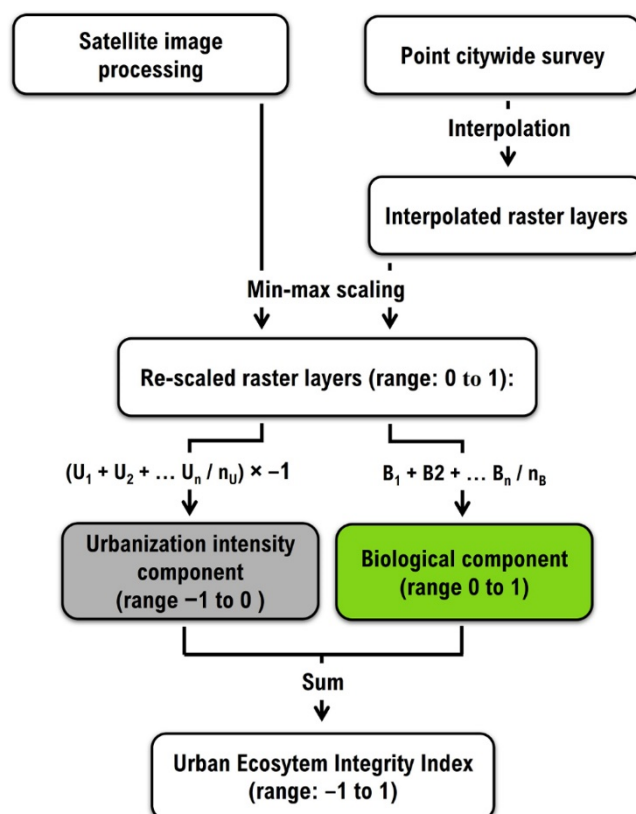 Satellite image
processing
Point citywide survey
Interpolation
Interpolated raster layers
Min-max scaling
Re-scaled raster layers (range: 0 to 1):
(U₁ + U₂ + … Uₙ / nᵤ) × −1
B₁ + B2 + … Bₙ / n_B
Urbanization intensity
component
(range −1 to 0 )
Biological component
(range 0 to 1)
Sum
Urban Ecosytem Integrity Index
(range: −1 to 1)